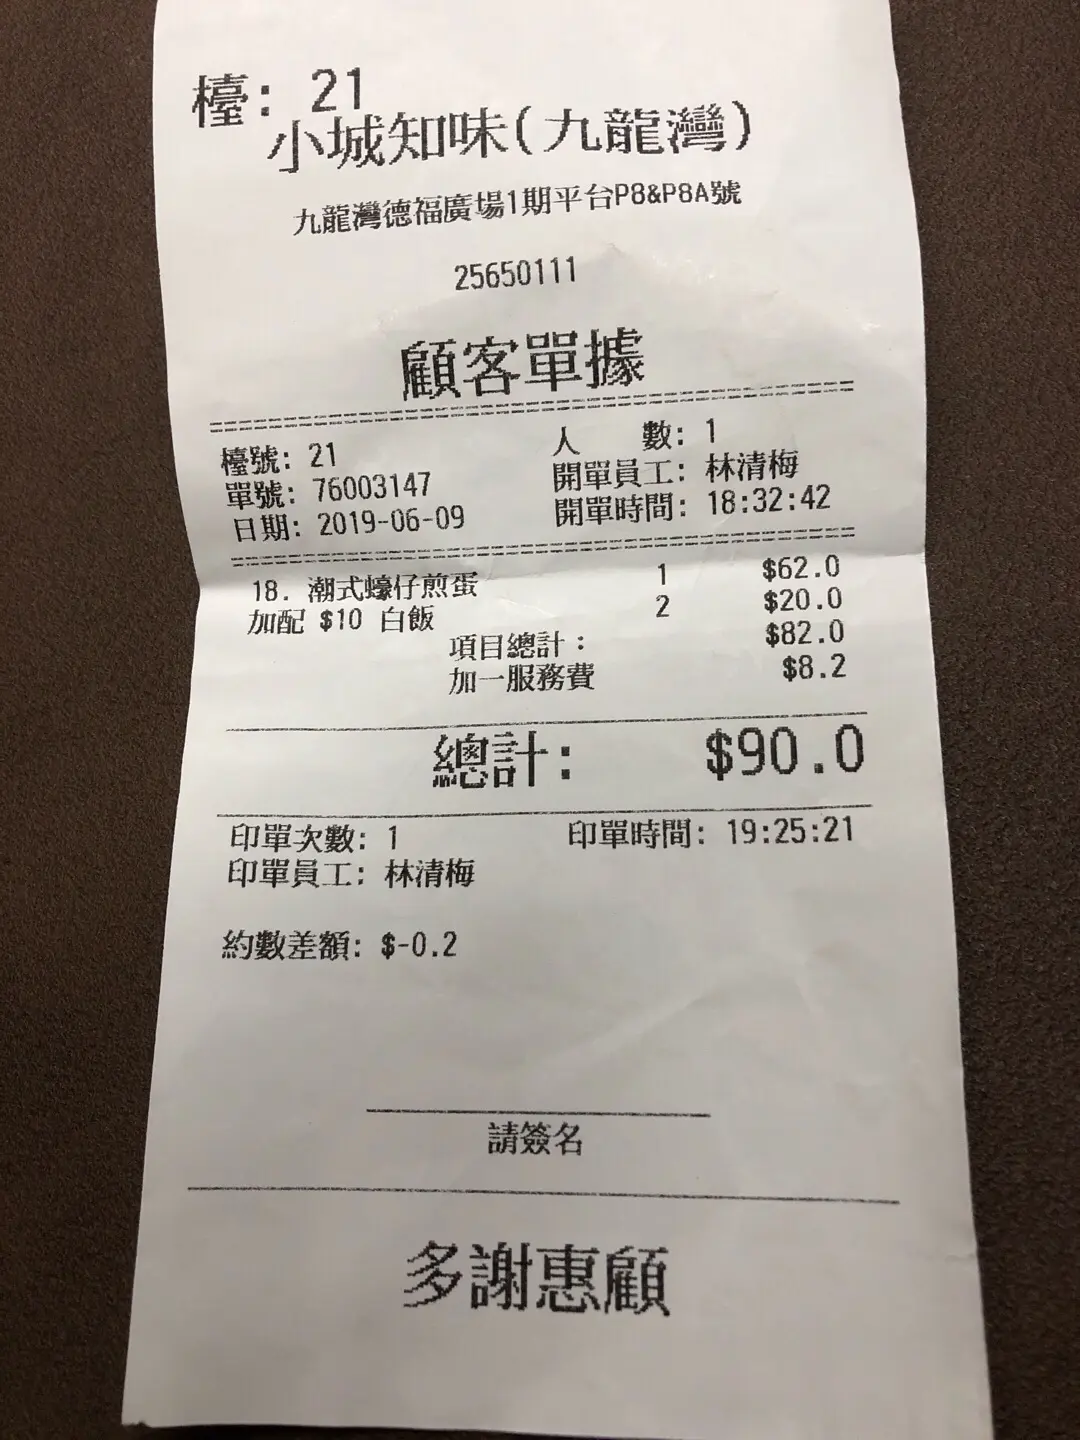 檯: 21
小城知味(九龍灣)
九龍灣德福廣場1期平台P8&P8A號
25650111
顧客單據
檯號: 21 人 數: 1
單號: 76003147 開單員工: 林清梅
日期: 2019-06-09 開單時間: 18:32:42
18. 潮式蠔仔煎蛋 1 $62.0
加配 $10 白飯 2 $20.0
項目總計: $82.0
加一服務費 $8.2
總計: $90.0
印單次數: 1 印單時間: 19:25:21
印單員工: 林清梅
約數差額: $-0.2
請簽名
多謝惠顧